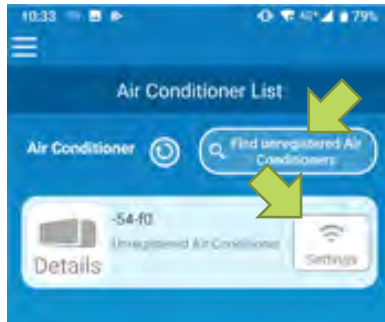 10:33 79%
Air Conditioner List
Air Conditioner
Find unregistered Air
Conditioners
-54-f0
Unregistered Air Conditioner
Settings
Details